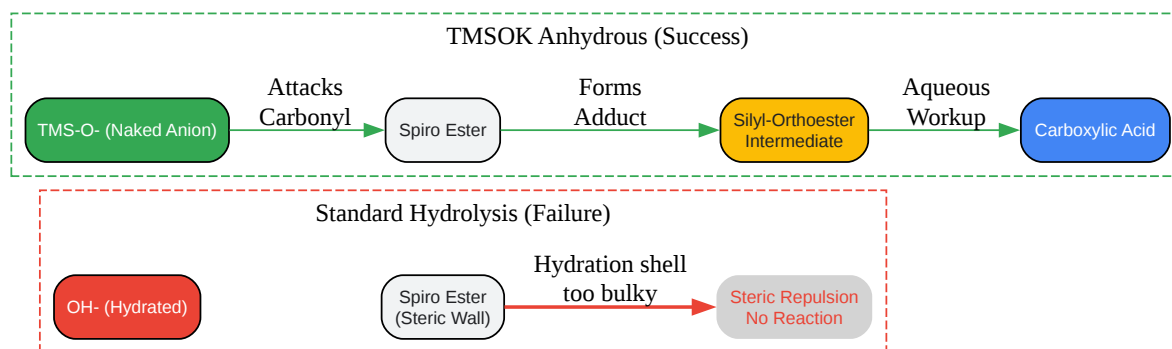 TMSOK Anhydrous (Success)
Attacks
Carbonyl
Forms
Adduct
Aqueous
Workup
TMS-O- (Naked Anion)
Spiro Ester
Silyl-Orthoester
Intermediate
Carboxylic Acid
Standard Hydrolysis (Failure)
Hydration shell
too bulky
OH- (Hydrated)
Spiro Ester
(Steric Wall)
Steric Repulsion
No Reaction